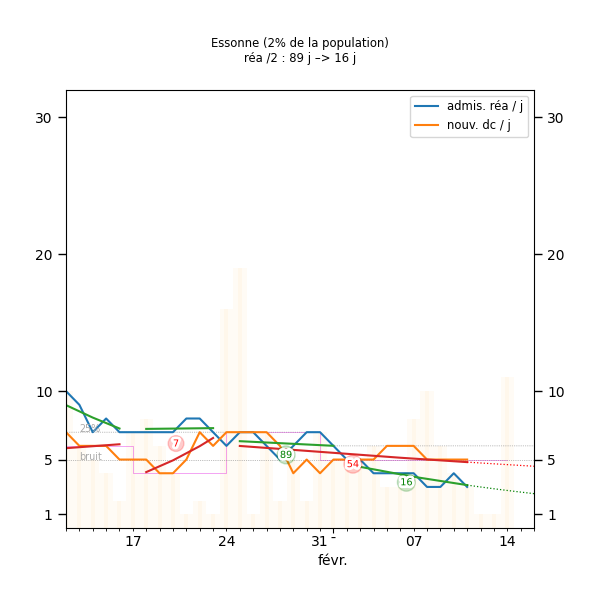 Essonne (2% de la population)
réa /2 : 89 j –> 16 j
admis. réa / j
nouv. dc / j
30 30
20 20
10 10
25%
7
bruit
89
54
5 5
16
1 1
17 24 31 07 14
févr.